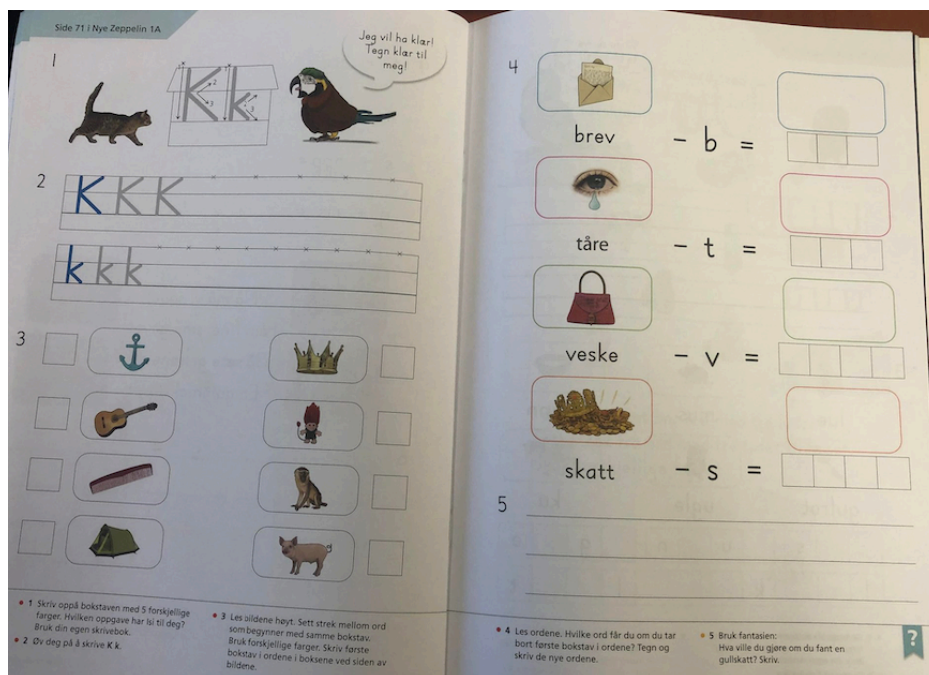 Side 71 i Nye Zeppelin 1A
1
Jeg vil ha klær!
Tegn klær til
meg!
K k
2
K K K
k k k
3
1 Skriv oppå bokstaven med 5 forskjellige
farger. Hvilken oppgave har Isi til deg?
Bruk din egen skrivebok.
2 Øv deg på å skrive K k.
3 Les bildene høyt. Sett strek mellom ord
som begynner med samme bokstav.
Bruk forskjellige farger. Skriv første
bokstav i ordene i boksene ved siden av
bildene.
4
brev - b =
tåre - t =
veske - v =
skatt - s =
5
4 Les ordene. Hvilke ord får du om du tar
bort første bokstav i ordene? Tegn og
skriv de nye ordene.
5 Bruk fantasien:
Hva ville du gjøre om du fant en
gullskatt? Skriv.
?